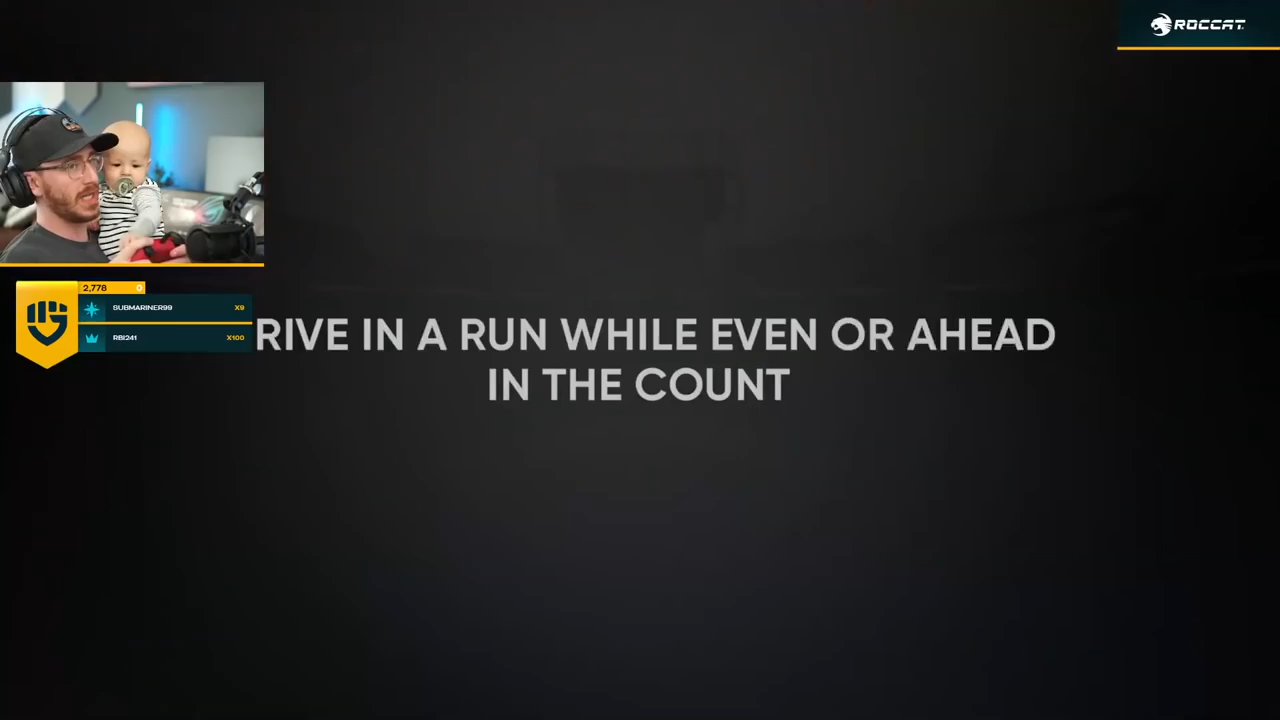 ROCCAT
2,778 0
SUBMARINER99 X9
RBI241 X100
RIVE IN A RUN WHILE EVEN OR AHEAD
IN THE COUNT